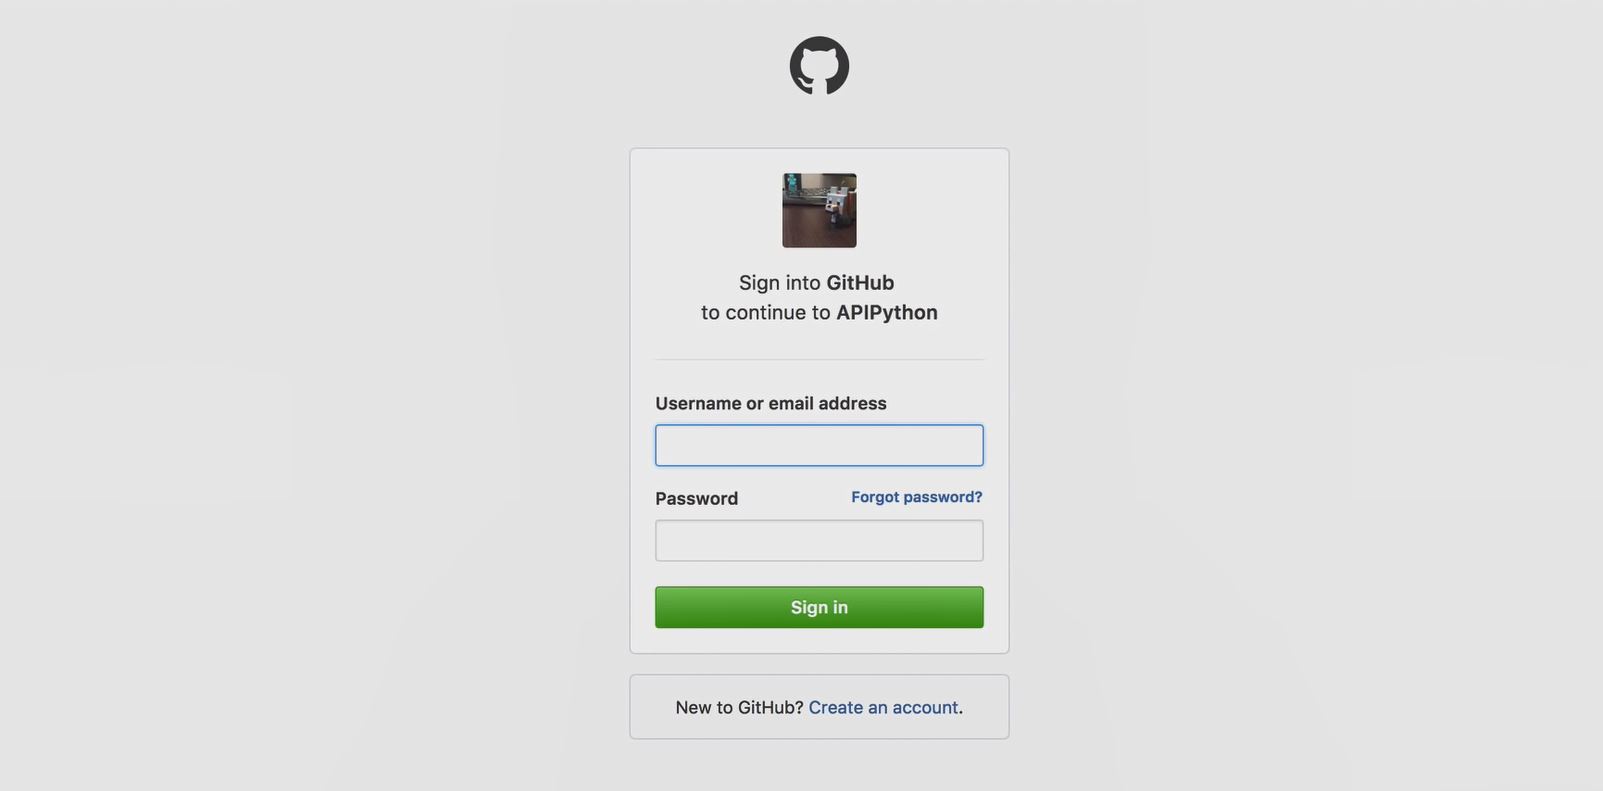 Sign into GitHub
to continue to APIPython
Username or email address
Password Forgot password?
Sign in
New to GitHub? Create an account.